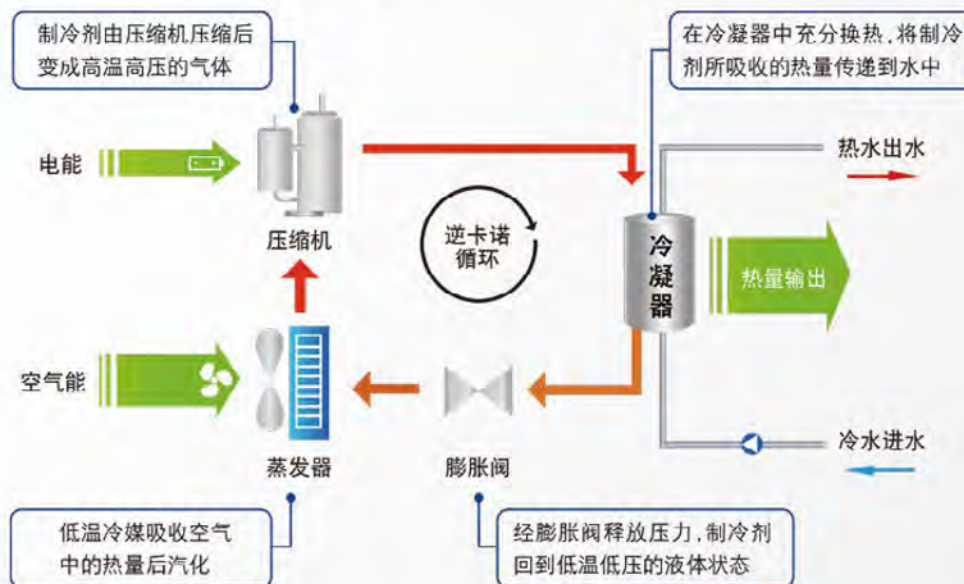 制冷剂由压缩机压缩后
变成高温高压的气体
在冷凝器中充分换热,将制冷
剂所吸收的热量传递到水中
电能
热水出水
压缩机
逆卡诺
循环
冷凝器
热量输出
空气能
蒸发器
膨胀阀
冷水进水
低温冷媒吸收空气
中的热量后汽化
经膨胀阀释放压力,制冷剂
回到低温低压的液体状态